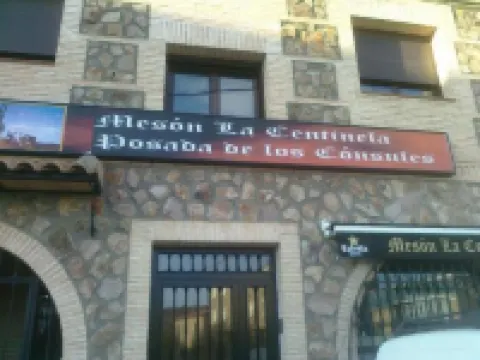 Mesón La Centinela
Posada de los Cónsules
Mesón La Ce